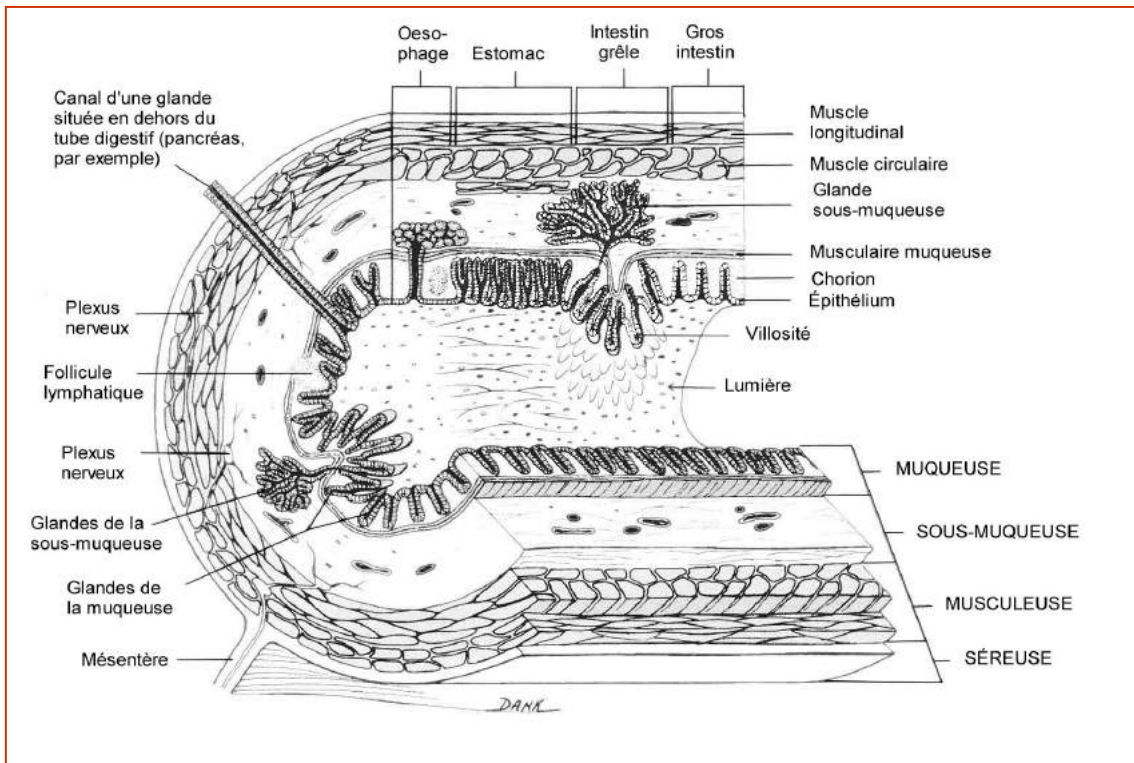 Oeso-
phage
Estomac
Intestin
grêle
Gros
intestin
Canal d'une glande
située en dehors du
tube digestif (pancréas,
par exemple)
Muscle
longitudinal
Muscle circulaire
Glande
sous-muqueuse
Musculaire muqueuse
Chorion
Épithélium
Villosité
Lumière
Plexus
nerveux
Follicule
lymphatique
Plexus
nerveux
Glandes de la
sous-muqueuse
Glandes de
la muqueuse
Mésentère
MUQUEUSE
SOUS-MUQUEUSE
MUSCULEUSE
SÉREUSE
DANK